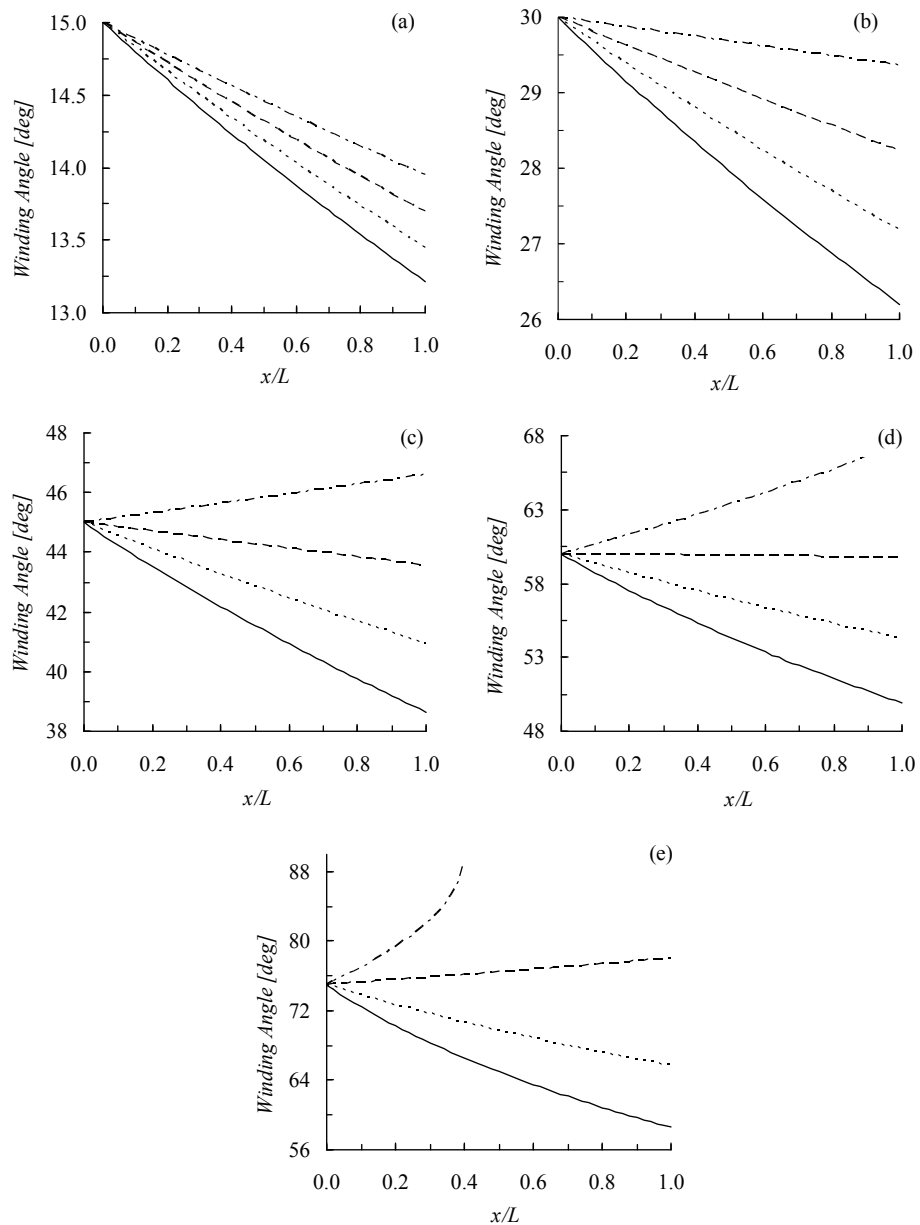 (a)
Winding Angle [deg]
15.0
14.5
14.0
13.5
13.0
0.0 0.2 0.4 0.6 0.8 1.0
x/L
(b)
Winding Angle [deg]
30
29
28
27
26
0.0 0.2 0.4 0.6 0.8 1.0
x/L
(c)
Winding Angle [deg]
48
46
44
42
40
38
0.0 0.2 0.4 0.6 0.8 1.0
x/L
(d)
Winding Angle [deg]
68
63
58
53
48
0.0 0.2 0.4 0.6 0.8 1.0
x/L
(e)
Winding Angle [deg]
88
80
72
64
56
0.0 0.2 0.4 0.6 0.8 1.0
x/L